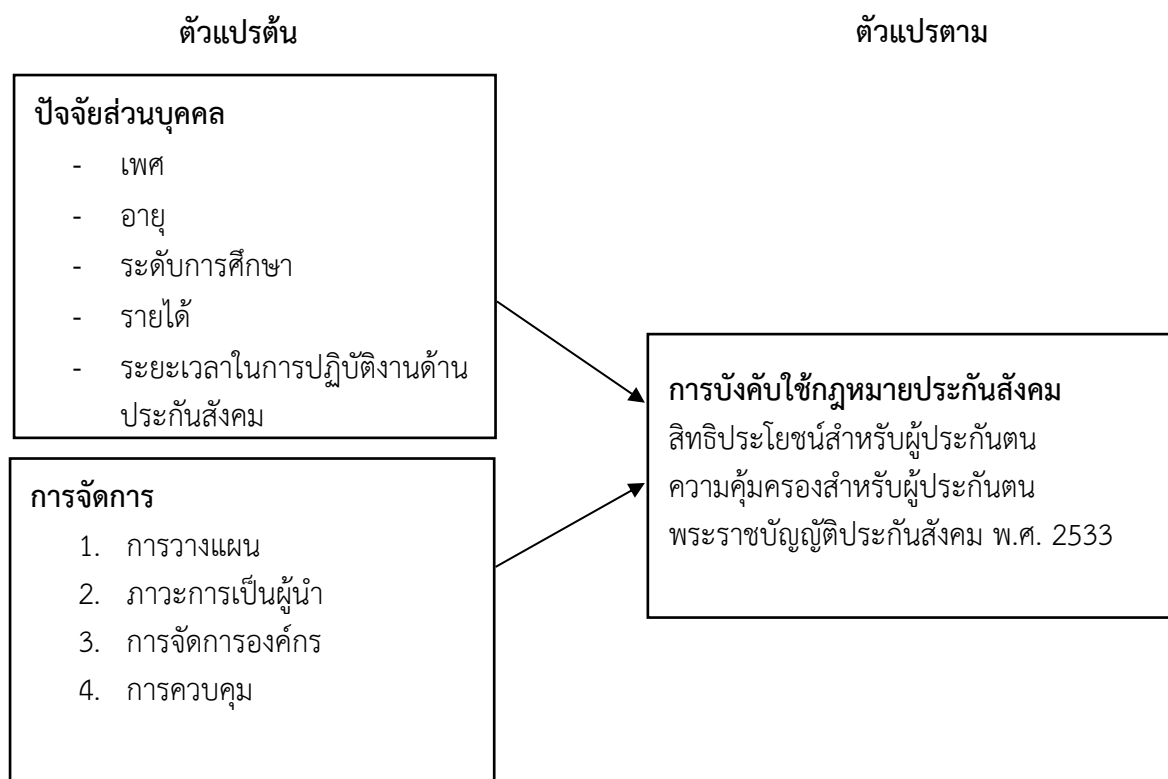 ตัวแปรต้น
ตัวแปรตาม
ปัจจัยส่วนบุคคล
- เพศ
- อายุ
- ระดับการศึกษา
- รายได้
- ระยะเวลาในการปฏิบัติงานด้าน
ประกันสังคม
การจัดการ
1. การวางแผน
2. ภาวะการเป็นผู้นำ
3. การจัดการองค์กร
4. การควบคุม
การบังคับใช้กฎหมายประกันสังคม
สิทธิประโยชน์สำหรับผู้ประกันตน
ความคุ้มครองสำหรับผู้ประกันตน
พระราชบัญญัติประกันสังคม พ.ศ. 2533